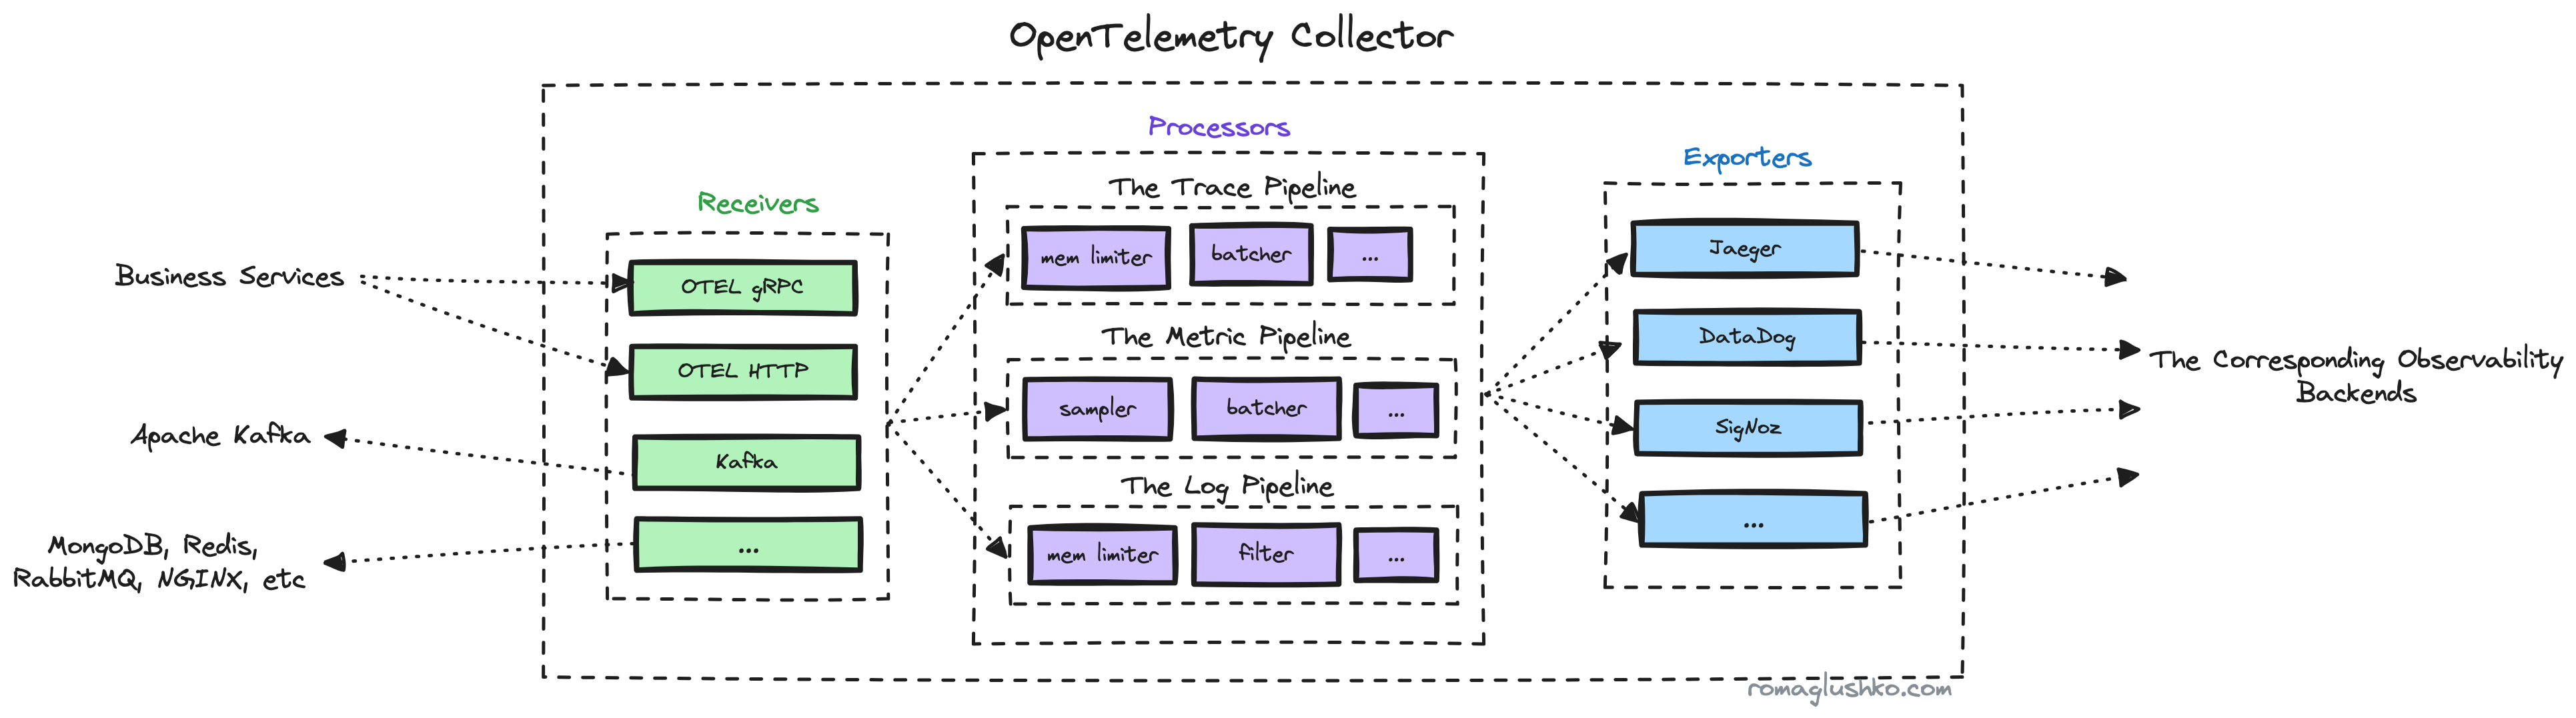 OpenTelemetry Collector
Business Services
Apache Kafka
MongoDB, Redis,
RabbitMQ, NGINX, etc
Receivers
OTEL gRPC
OTEL HTTP
Kafka
...
Processors
The Trace Pipeline
mem limiter
batcher
...
The Metric Pipeline
sampler
batcher
...
The Log Pipeline
mem limiter
filter
...
Exporters
Jaeger
DataDog
SigNoz
...
The Corresponding Observability
Backends
romaglushko.com